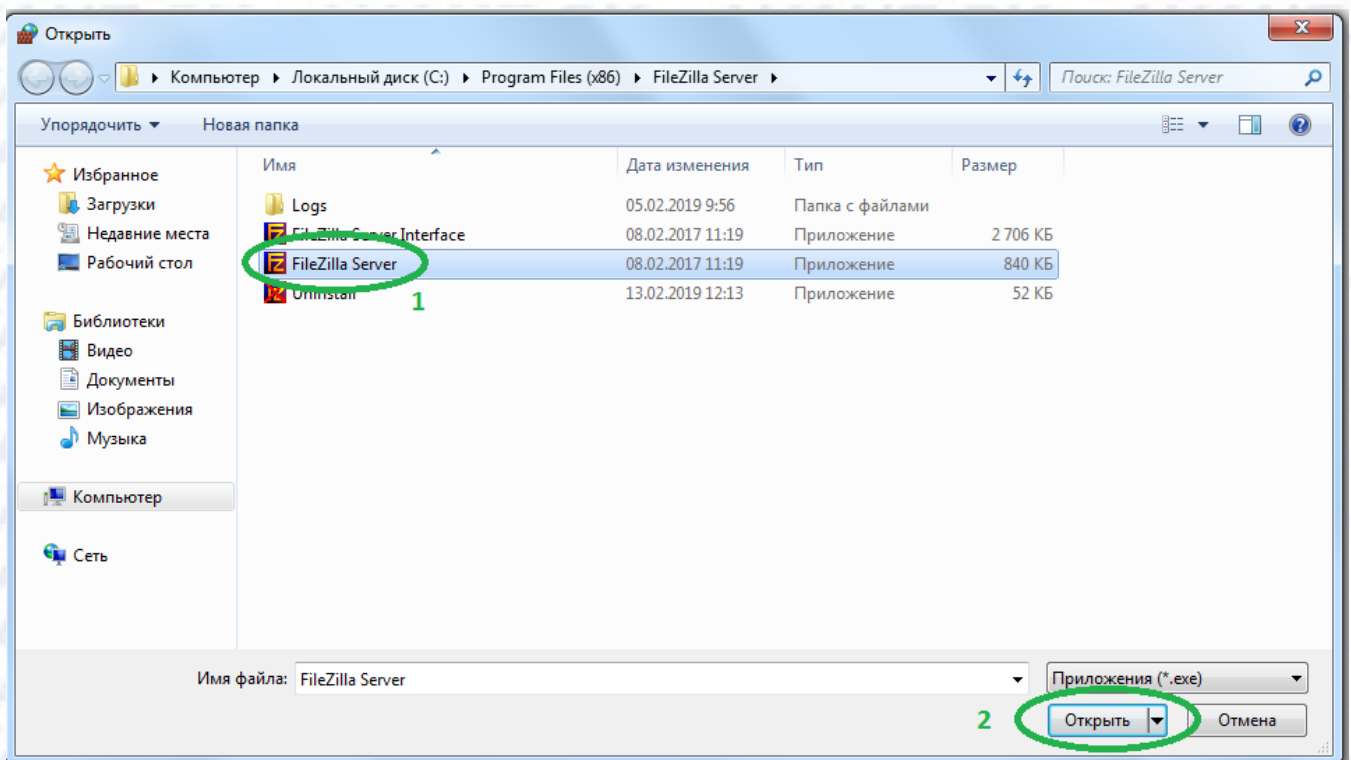 Открыть
Компьютер Локальный диск (C:) Program Files (x86) FileZilla Server
Поиск: FileZilla Server
Упорядочить Новая папка
Имя Дата изменения Тип Размер
Избранное
Загрузки
Недавние места
Рабочий стол
Библиотеки
Видео
Документы
Изображения
Музыка
Компьютер
Сеть
Logs 05.02.2019 9:56 Папка с файлами
FileZilla Server Interface 08.02.2017 11:19 Приложение 2 706 КБ
FileZilla Server 08.02.2017 11:19 Приложение 840 КБ
Uninstall 13.02.2019 12:13 Приложение 52 КБ
1
Имя файла: FileZilla Server Приложения (*.exe)
2 Открыть Отмена